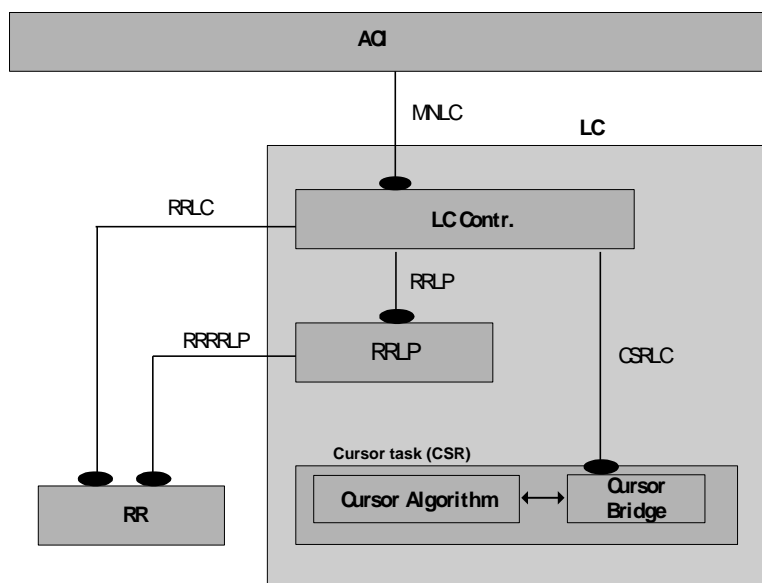 ACI
MNLC
LC
RRLC
LC Contr.
RRLP
RRRRLP
RRLP
CSRLC
Cursor task (CSR)
Cursor Algorithm
Cursor
Bridge
RR